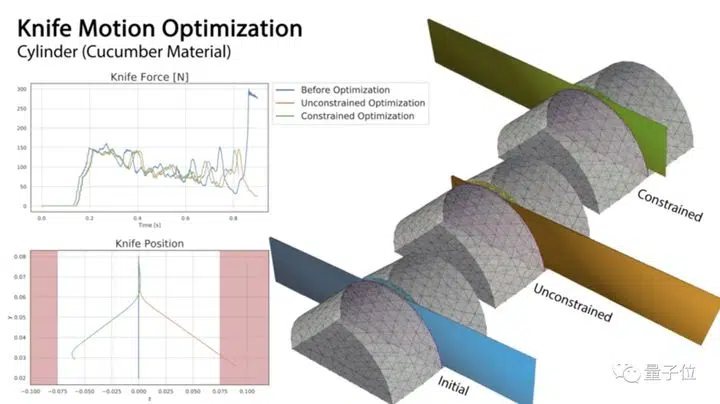 Knife Motion Optimization
Cylinder (Cucumber Material)
Knife Force [N]
300
250
200
150
100
50
0
0.0 0.2 0.4 0.6 0.8
Time [s]
Before Optimization
Unconstrained Optimization
Constrained Optimization
Knife Position
0.08
0.07
0.06
0.05
0.04
0.03
0.02
y
−0.100 −0.075 −0.050 −0.025 0.000 0.025 0.050 0.075 0.100
Constrained
Unconstrained
Initial
量子位